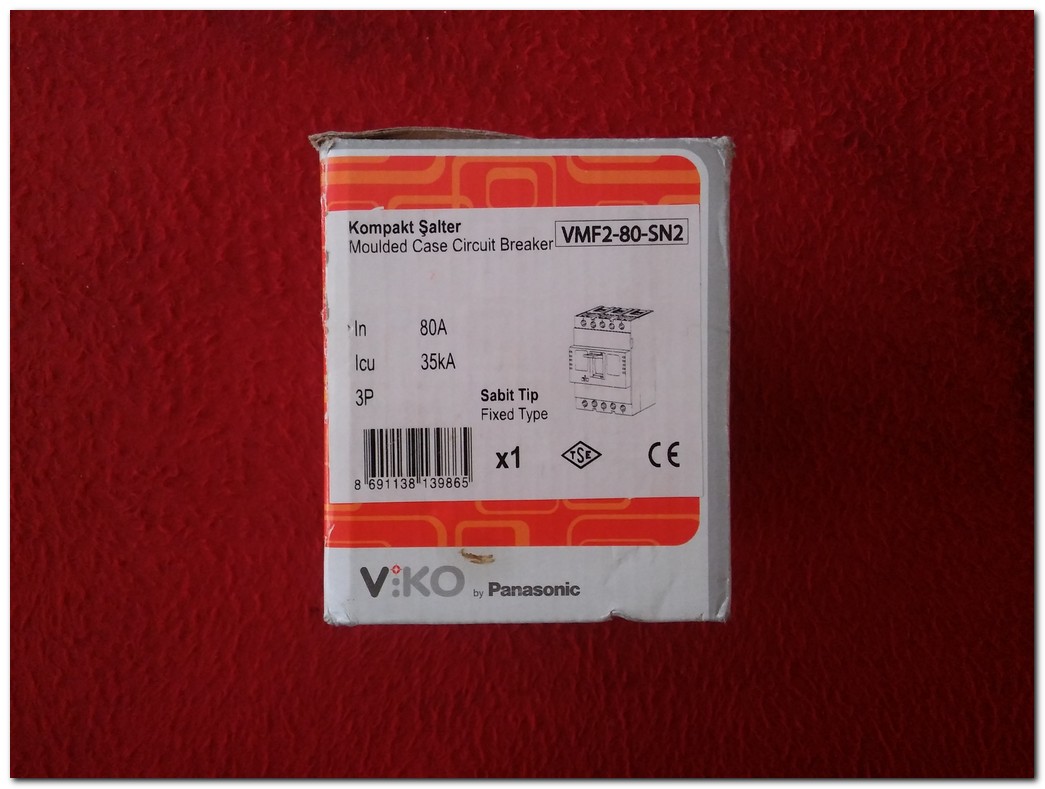 Kompakt Şalter
Moulded Case Circuit Breaker
VMF2-80-SN2
In 80A
Icu 35kA
3P
Sabit Tip
Fixed Type
x1
TSE
CE
8 691138 139865
ViKO by Panasonic